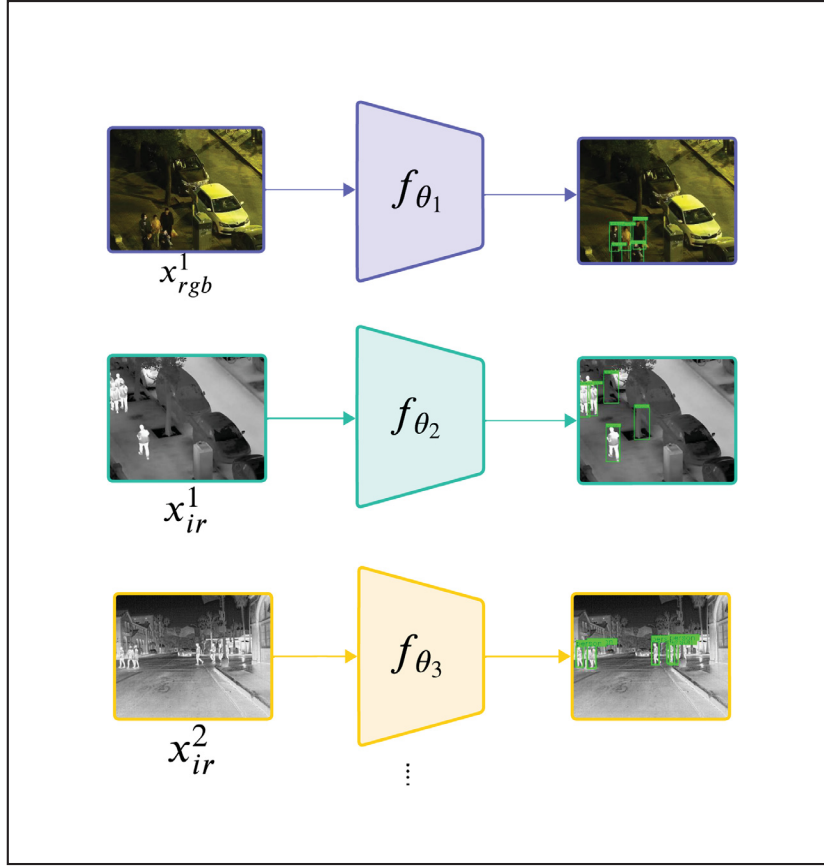 f_{θ_1}
x^1_{rgb}
f_{θ_2}
x^1_{ir}
f_{θ_3}
x^2_{ir}